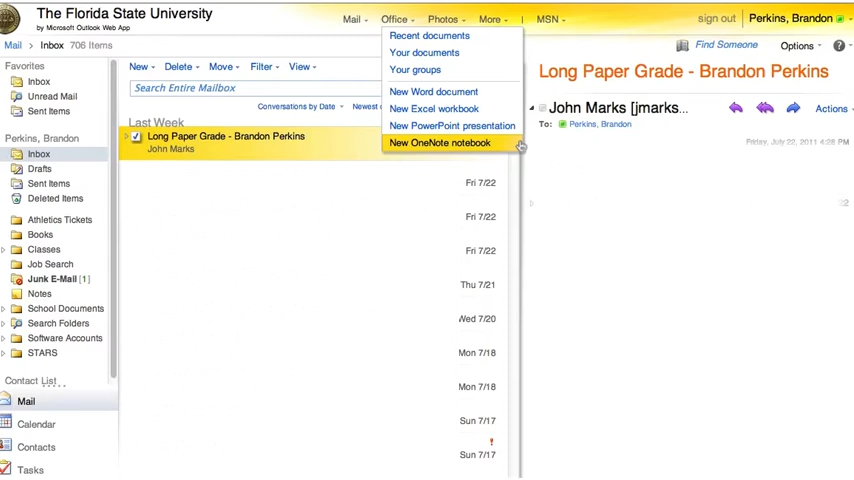 The Florida State University
by Microsoft Outlook Web App
Mail Office Photos More | MSN
sign out Perkins, Brandon
Mail > Inbox 706 Items
Find Someone Options ?
Favorites
Inbox
Unread Mail
Sent Items
Perkins, Brandon
Inbox
Drafts
Sent Items
Deleted Items
Athletics Tickets
Books
Classes
Job Search
Junk E-Mail [1]
Notes
School Documents
Search Folders
Software Accounts
STARS
Contact List
Mail
Calendar
Contacts
Tasks
New Delete Move Filter View
Search Entire Mailbox
Conversations by Date Newest
Last Week
Long Paper Grade - Brandon Perkins
John Marks
Fri 7/22
Fri 7/22
Fri 7/22
Thu 7/21
Wed 7/20
Mon 7/18
Mon 7/18
Sun 7/17
Sun 7/17
Recent documents
Your documents
Your groups
New Word document
New Excel workbook
New PowerPoint presentation
New OneNote notebook
Long Paper Grade - Brandon Perkins
John Marks [jmarks...
Actions
To: Perkins, Brandon
Friday, July 22, 2011 4:28 PM